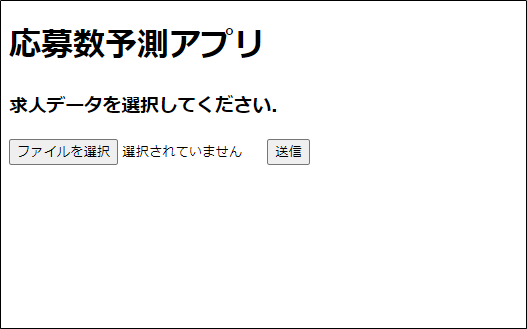 応募数予測アプリ
求人データを選択してください.
ファイルを選択 選択されていません 送信